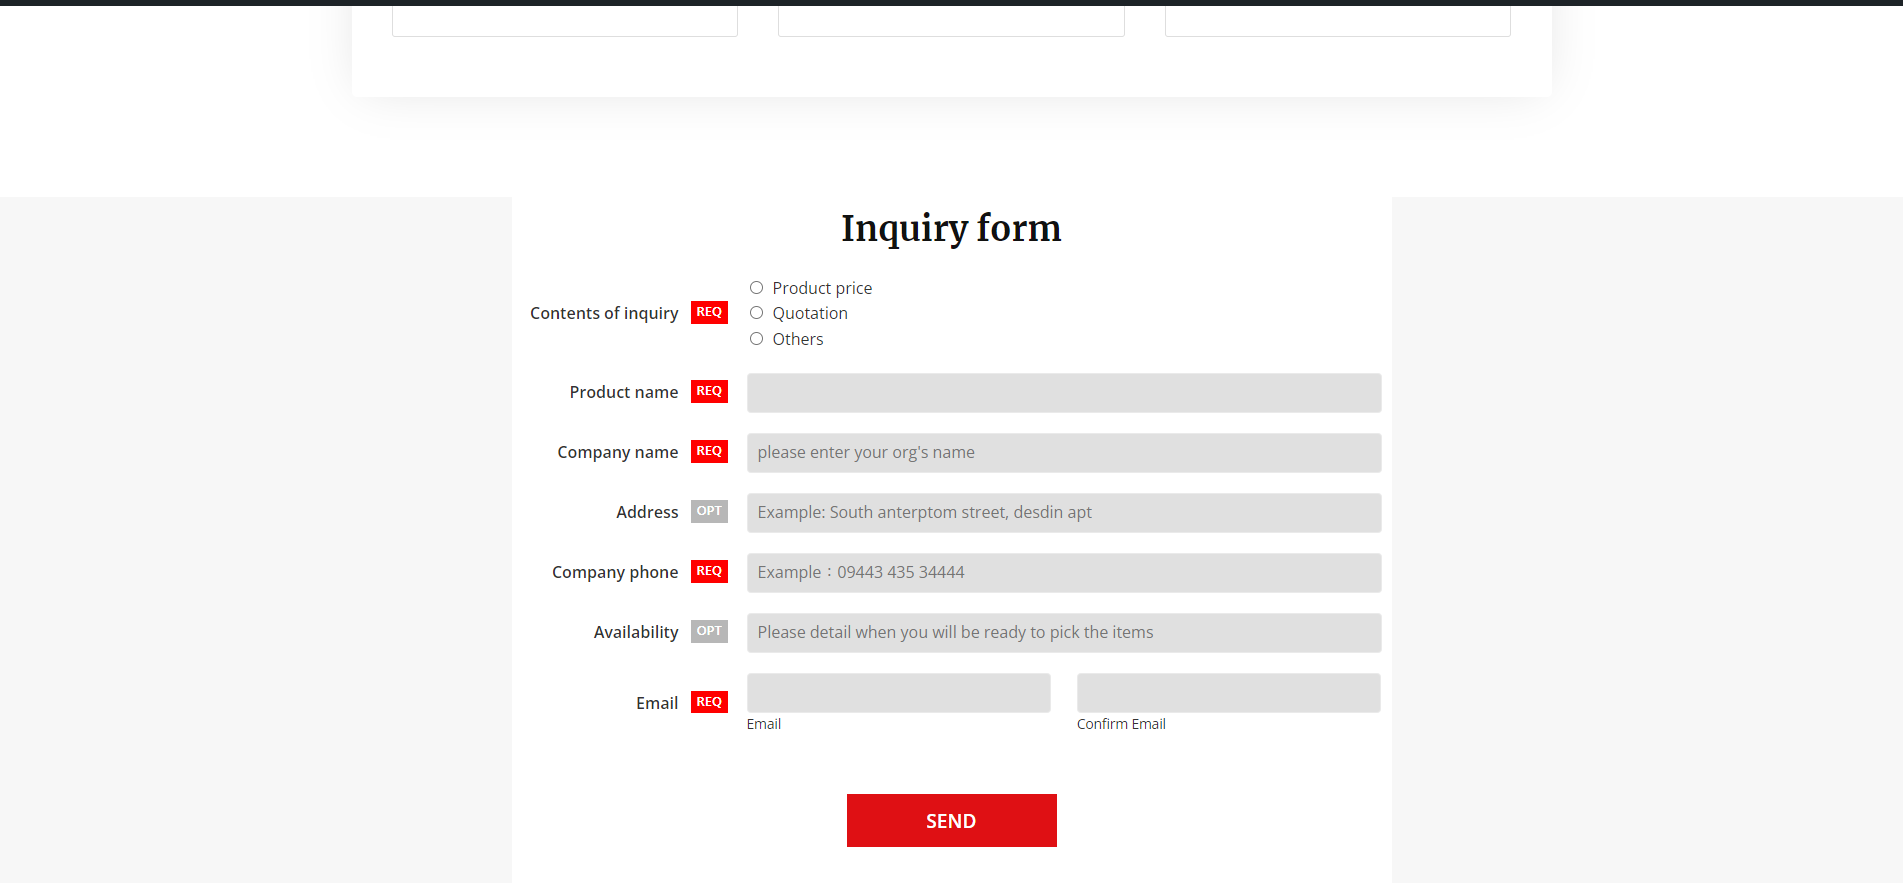 Inquiry form
Product price
Contents of inquiry REQ Quotation
Others
Product name REQ
Company name REQ please enter your org's name
Address OPT Example: South anterptom street, desdin apt
Company phone REQ Example：09443 435 34444
Availability OPT Please detail when you will be ready to pick the items
Email REQ
Email Confirm Email
SEND